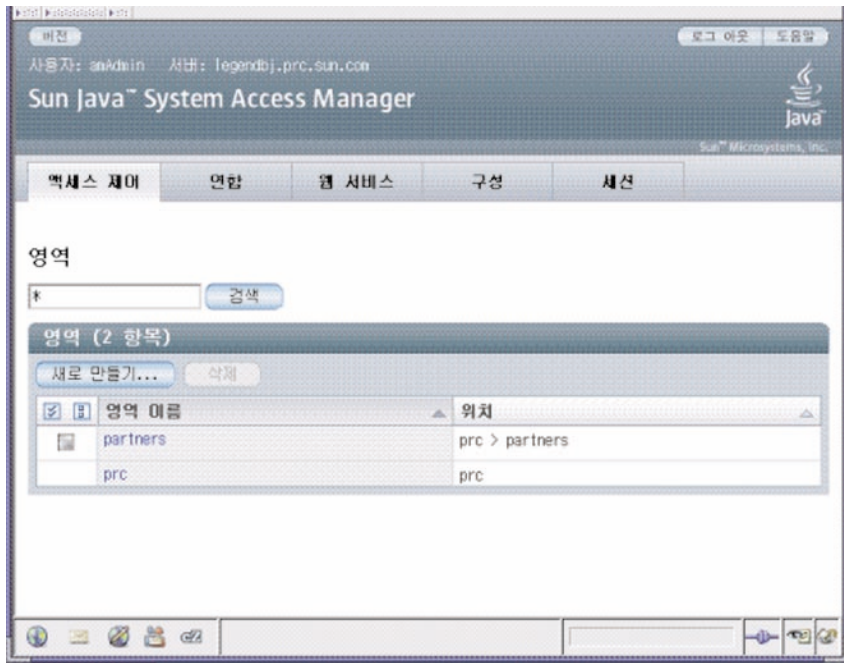 버전
로그 아웃 도움말
사용자: amAdmin 서버: legendbj.prc.sun.com
Sun Java™ System Access Manager
Java
Sun™ Microsystems, Inc.
액세스 제어 연합 웹 서비스 구성 세션
영역
* 검색
영역 (2 항목)
새로 만들기... 삭제
영역 이름 위치
partners prc > partners
prc prc